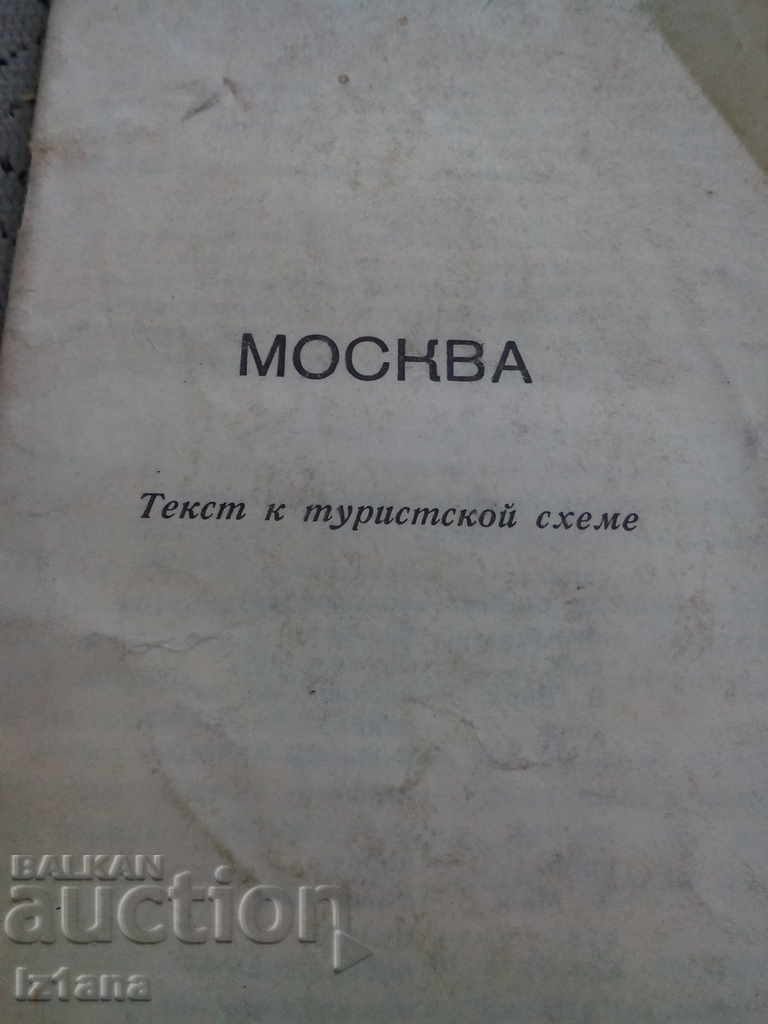 МОСКВА
Текст к туристской схеме
BALKAN
auction
Iz1ana